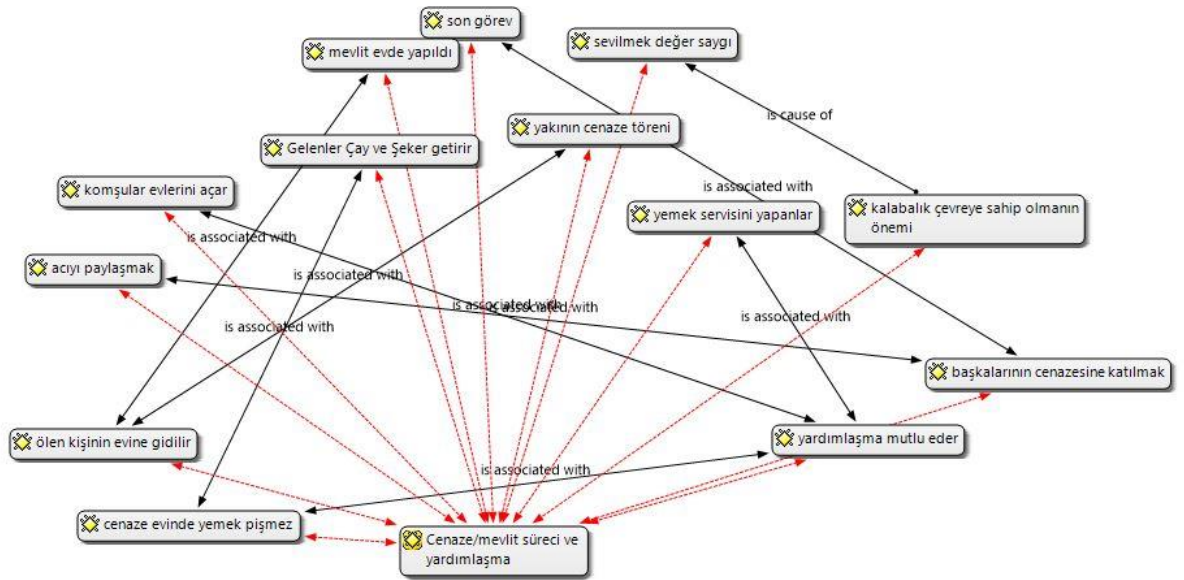 son görev
sevilmek değer saygı
mevlit evde yapıldı
is cause of
yakının cenaze töreni
Gelenler Çay ve Şeker getirir
is associated with
komşular evlerini açar
yemek servisini yapanlar
kalabalık çevreye sahip olmanın
önemi
is associated with
acıyı paylaşmak
is associated with
is associated with
is associated with
is associated with
is associated with
başkalarının cenazesine katılmak
ölen kişinin evine gidilir
yardımlaşma mutlu eder
is associated with
cenaze evinde yemek pişmez
Cenaze/mevlit süreci ve
yardımlaşma